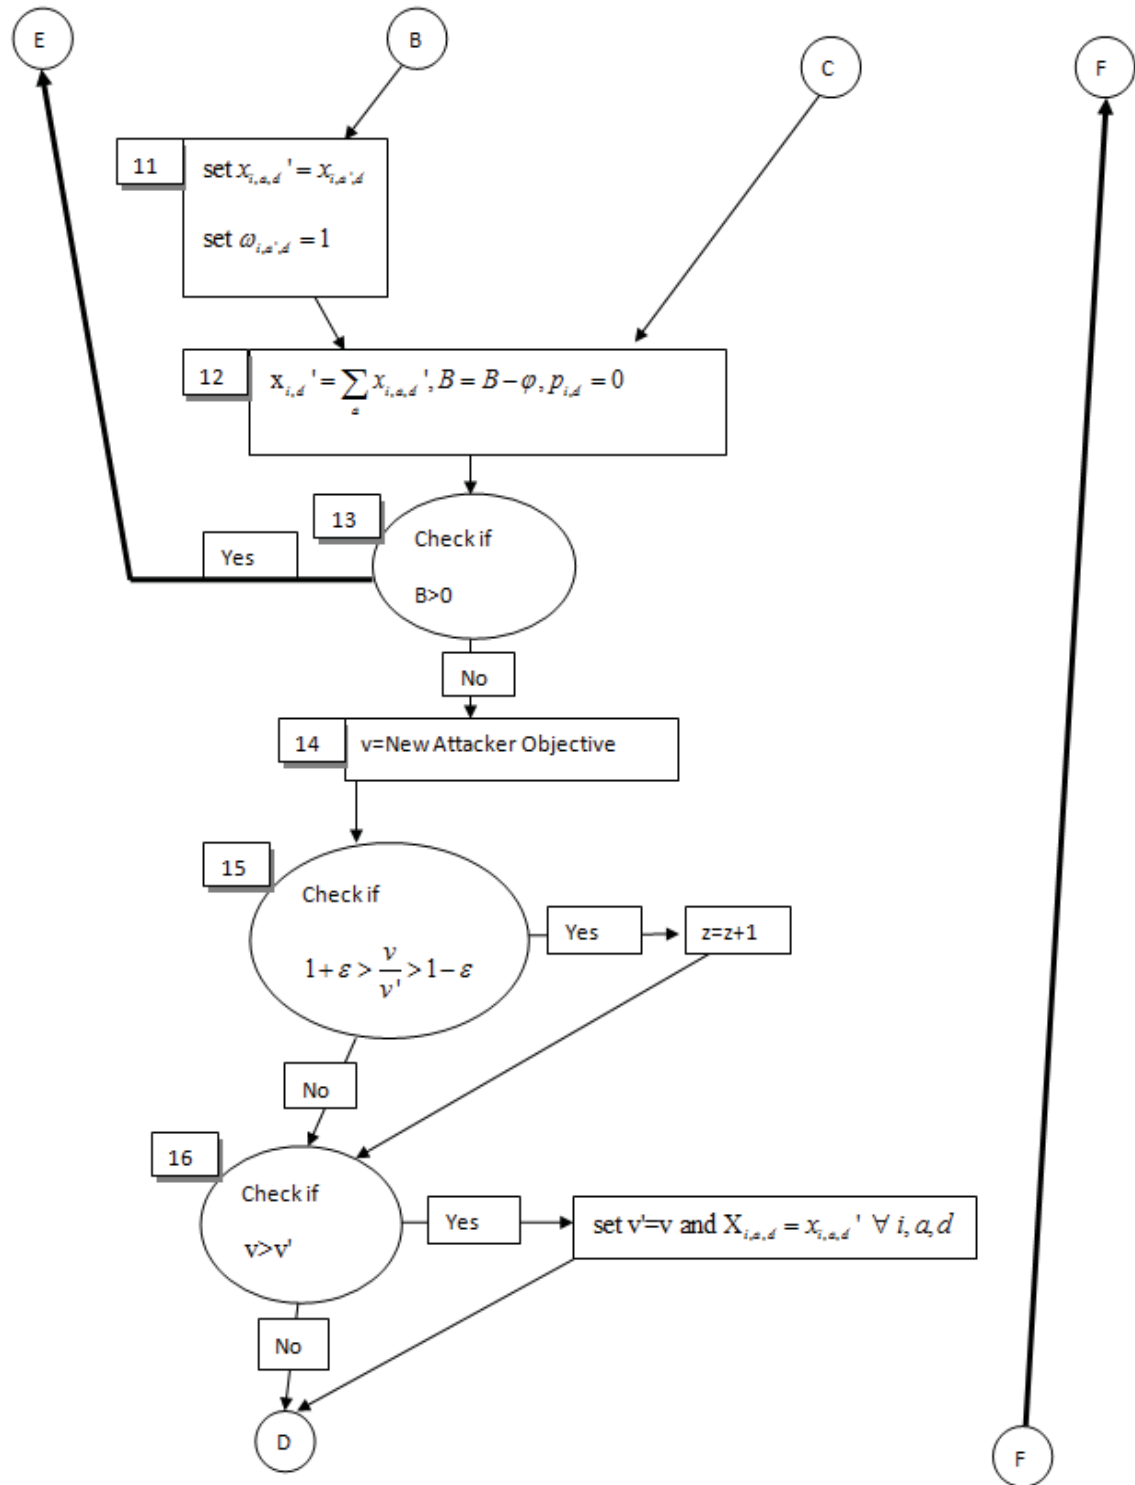 E
B
C
F
11
set x_{i,a,d}' = x_{i,a',d}
set ω_{i,a',d} = 1
12
x_{i,d}' = ∑_a x_{i,a,d}', B = B − φ, p_{i,d} = 0
13
Check if
B>0
Yes
No
14
v=New Attacker Objective
15
Check if
1 + ε > v/v' > 1 − ε
Yes
z=z+1
No
16
Check if
v>v'
Yes
set v'=v and X_{i,a,d} = x_{i,a,d}' ∀ i, a, d
No
D
F